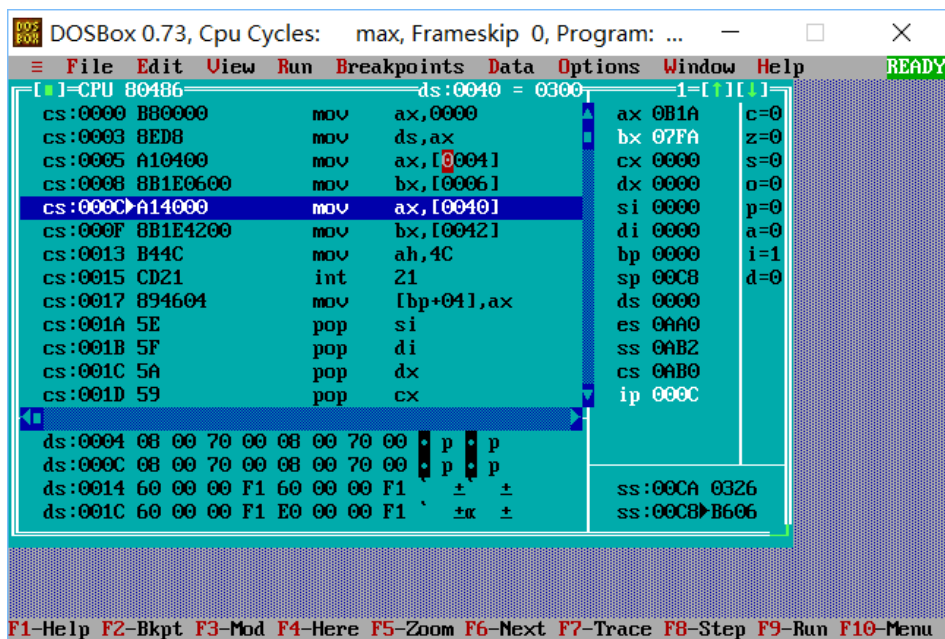 DOSBox 0.73, Cpu Cycles: max, Frameskip 0, Program: ...
≡ File Edit View Run Breakpoints Data Options Window Help READY
[■]=CPU 80486 ds:0040 = 0300 1=[↑][↓]
cs:0000 B80000 mov ax,0000 ax 0B1A c=0
cs:0003 8ED8 mov ds,ax bx 07FA z=0
cs:0005 A10400 mov ax,[0004] cx 0000 s=0
cs:0008 8B1E0600 mov bx,[0006] dx 0000 o=0
cs:000C▶A14000 mov ax,[0040] si 0000 p=0
cs:000F 8B1E4200 mov bx,[0042] di 0000 a=0
cs:0013 B44C mov ah,4C bp 0000 i=1
cs:0015 CD21 int 21 sp 00C8 d=0
cs:0017 894604 mov [bp+04],ax ds 0000
cs:001A 5E pop si es 0AA0
cs:001B 5F pop di ss 0AB2
cs:001C 5A pop dx cs 0AB0
cs:001D 59 pop cx ip 000C
ds:0004 08 00 70 00 08 00 70 00 ◘ p ◘ p
ds:000C 08 00 70 00 08 00 70 00 ◘ p ◘ p
ds:0014 60 00 00 F1 60 00 00 F1 ` ±` ± ss:00CA 0326
ds:001C 60 00 00 F1 E0 00 00 F1 ` ±α ± ss:00C8▶B606
F1-Help F2-Bkpt F3-Mod F4-Here F5-Zoom F6-Next F7-Trace F8-Step F9-Run F10-Menu